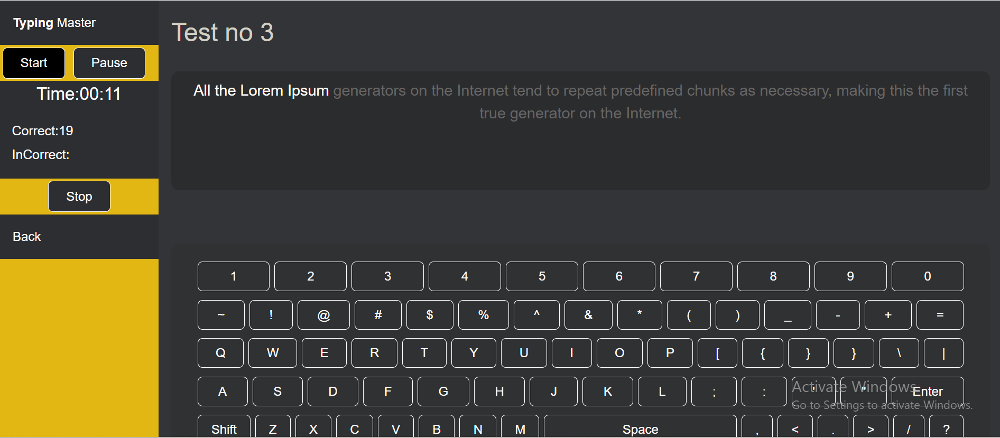 Typing Master
Start Pause
Time:00:11
Correct:19
InCorrect:
Stop
Back
Test no 3
All the Lorem Ipsum generators on the Internet tend to repeat predefined chunks as necessary, making this the first
true generator on the Internet.
1 2 3 4 5 6 7 8 9 0
~ ! @ # $ % ^ & * ( ) _ - + =
Q W E R T Y U I O P [ { } } \ |
A S D F G H J K L ; : ' " Enter
Shift Z X C V B N M Space , < . > / ?
Activate Windows
Go to Settings to activate Windows.